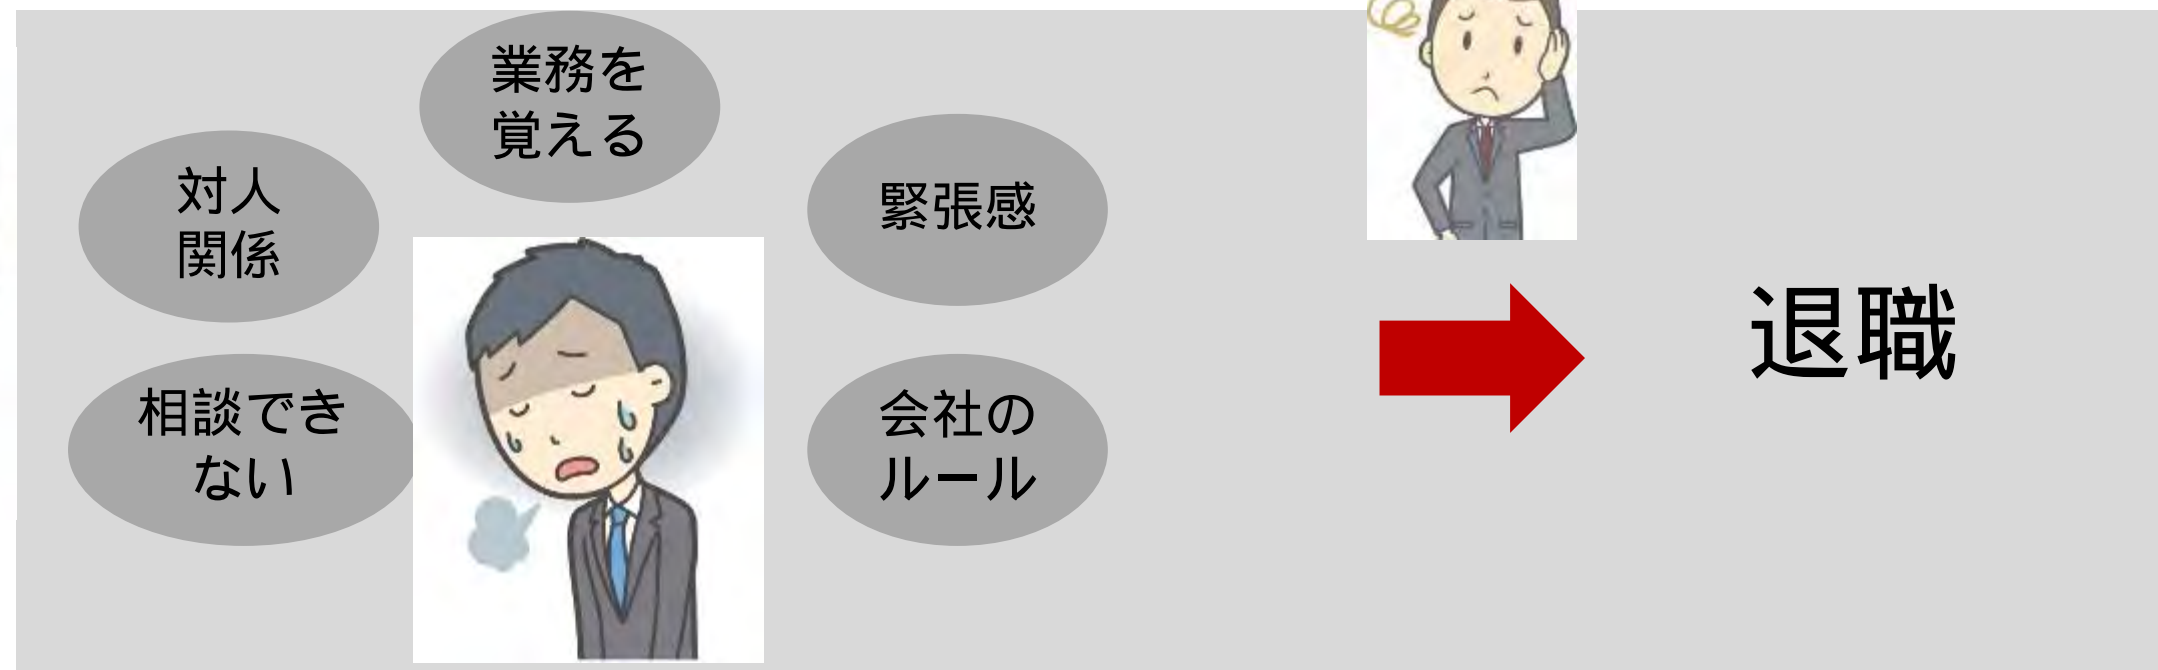 業務を
覚える
対人
関係
緊張感
相談でき
ない
会社の
ルール
退職